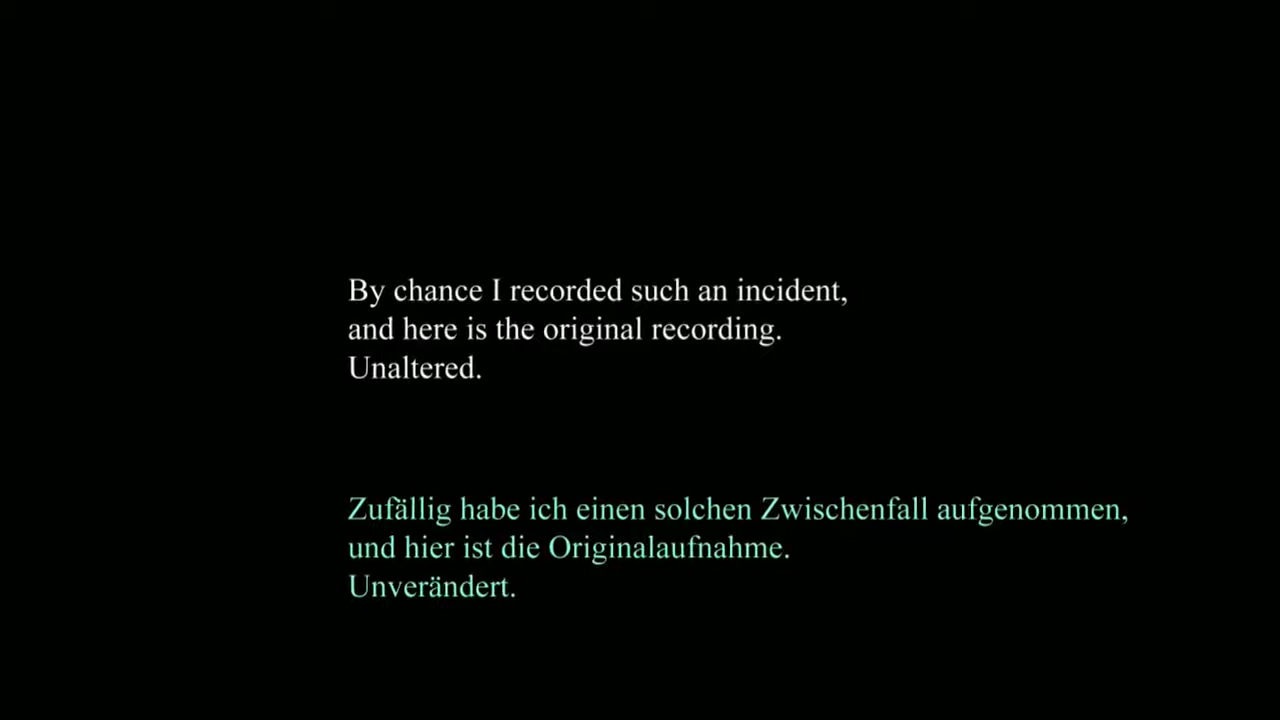 By chance I recorded such an incident,
and here is the original recording.
Unaltered.
Zufällig habe ich einen solchen Zwischenfall aufgenommen,
und hier ist die Originalaufnahme.
Unverändert.